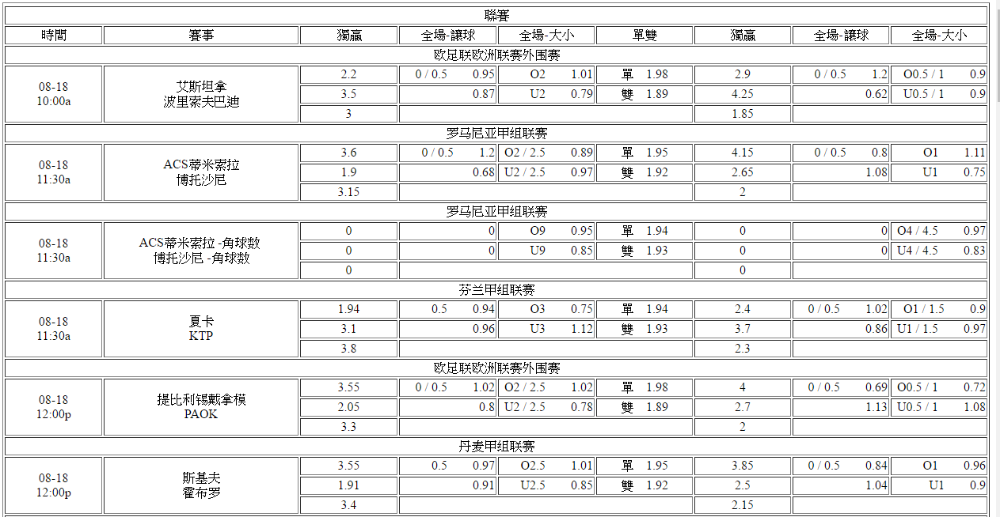 聯賽
時間 賽事 獨贏 全場-讓球 全場-大小 單雙 獨贏 全場-讓球 全場-大小
欧足联欧洲联赛外围赛
08-18
10:00a
艾斯坦拿
波里索夫巴迪
2.2 0 / 0.5 0.95 O2 1.01 單 1.98 2.9 0 / 0.5 1.2 O0.5 / 1 0.9
3.5 0.87 U2 0.79 雙 1.89 4.25 0.62 U0.5 / 1 0.9
3 1.85
罗马尼亚甲组联赛
08-18
11:30a
ACS蒂米索拉
博托沙尼
3.6 0 / 0.5 1.2 O2 / 2.5 0.89 單 1.95 4.15 0 / 0.5 0.8 O1 1.11
1.9 0.68 U2 / 2.5 0.97 雙 1.92 2.65 1.08 U1 0.75
3.15 2
罗马尼亚甲组联赛
08-18
11:30a
ACS蒂米索拉 -角球数
博托沙尼 -角球数
0 0 O9 0.95 單 1.94 0 0 O4 / 4.5 0.97
0 0 U9 0.85 雙 1.93 0 0 U4 / 4.5 0.83
0 0
芬兰甲组联赛
08-18
11:30a
夏卡
KTP
1.94 0.5 0.94 O3 0.75 單 1.94 2.4 0 / 0.5 1.02 O1 / 1.5 0.9
3.1 0.96 U3 1.12 雙 1.93 3.7 0.86 U1 / 1.5 0.97
3.8 2.3
欧足联欧洲联赛外围赛
08-18
12:00p
提比利锡戴拿模
PAOK
3.55 0 / 0.5 1.02 O2 / 2.5 1.02 單 1.98 4 0 / 0.5 0.69 O0.5 / 1 0.72
2.05 0.8 U2 / 2.5 0.78 雙 1.89 2.7 1.13 U0.5 / 1 1.08
3.3 2
丹麦甲组联赛
08-18
12:00p
斯基夫
霍布罗
3.55 0.5 0.97 O2.5 1.01 單 1.95 3.85 0 / 0.5 0.84 O1 0.96
1.91 0.91 U2.5 0.85 雙 1.92 2.5 1.04 U1 0.9
3.4 2.15